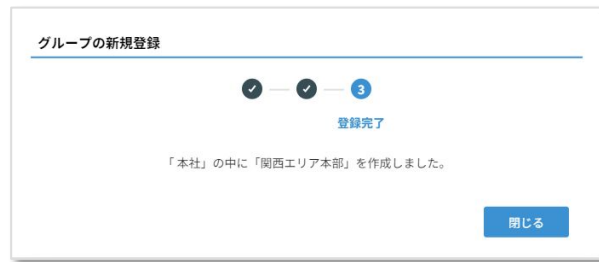 グループの新規登録
3
登録完了
「本社」の中に「関西エリア本部」を作成しました。
閉じる